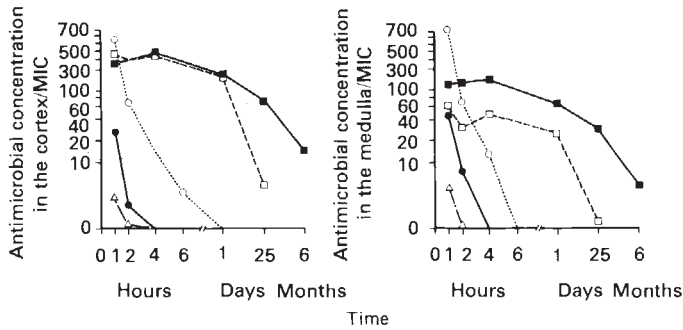 Antimicrobial concentration
in the cortex/MIC
700
500
300
100
60
40
20
10
0
0 1 2 4 6 1 25 6
Hours Days Months
Antimicrobial concentration
in the medulla/MIC
700
500
300
100
60
40
20
10
0
0 1 2 4 6 1 25 6
Hours Days Months
Time